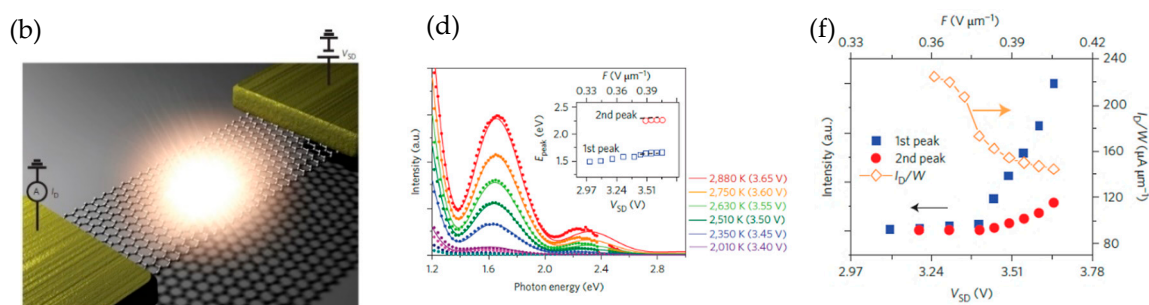 (b)
V_SD
A
I_D
(d)
F (V µm⁻¹)
0.33 0.36 0.39
2.5
2.0
1.5
E_peak (eV)
2nd peak
1st peak
2.97 3.24 3.51
V_SD (V)
Intensity (a.u.)
2,880 K (3.65 V)
2,750 K (3.60 V)
2,630 K (3.55 V)
2,510 K (3.50 V)
2,350 K (3.45 V)
2,010 K (3.40 V)
1.2 1.6 2.0 2.4 2.8
Photon energy (eV)
(f)
F (V µm⁻¹)
0.33 0.36 0.39 0.42
240
200
160
120
80
Intensity (a.u.)
1st peak
2nd peak
I_D/W
I_D/W (µA µm⁻¹)
2.97 3.24 3.51 3.78
V_SD (V)